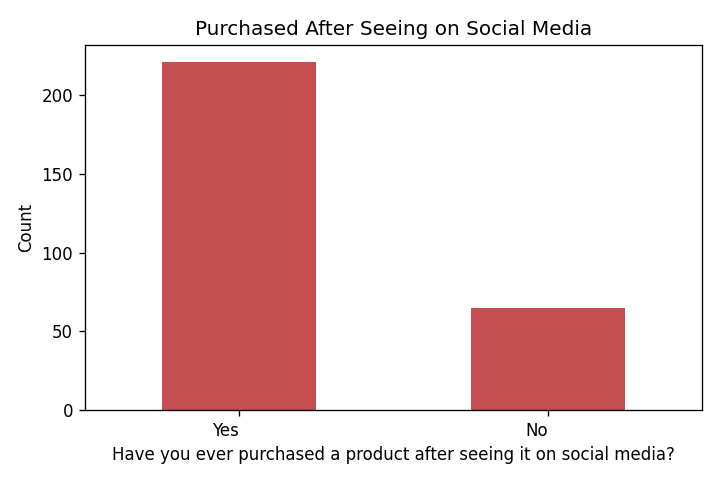 Purchased After Seeing on Social Media
200
150
100
50
0
Count
Yes
No
Have you ever purchased a product after seeing it on social media?